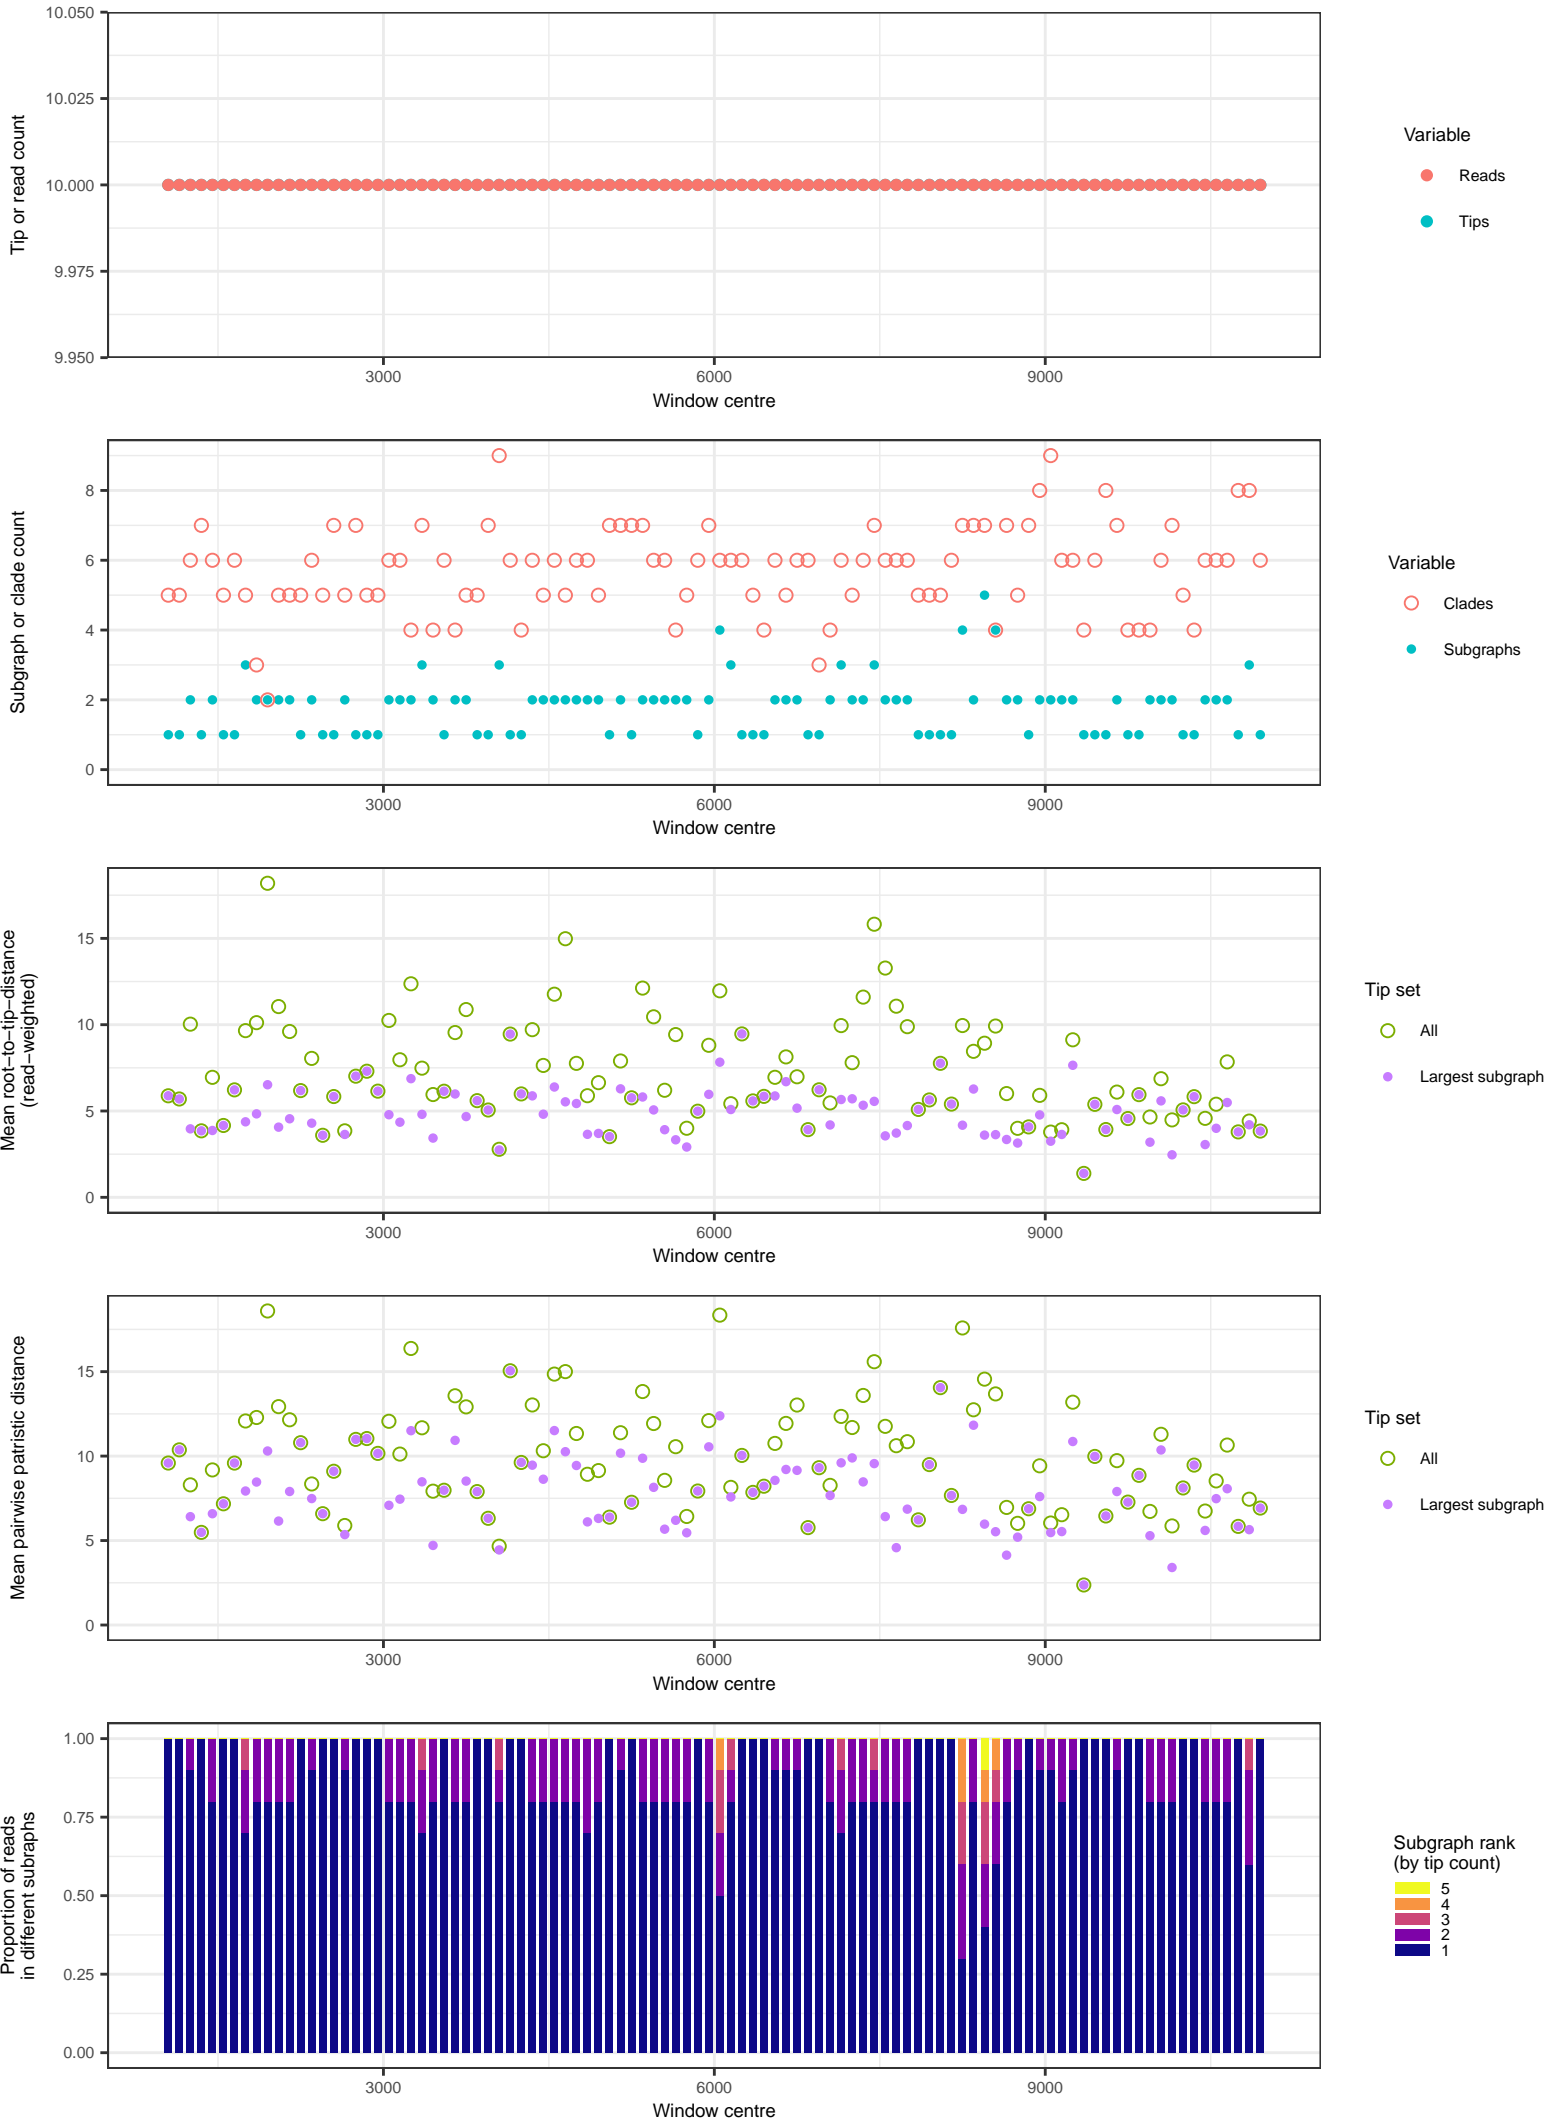 10.050
10.025
10.000
9.975
9.950
Tip or read count
3000
6000
9000
Window centre
Variable
Reads
Tips
8
6
4
2
0
Subgraph or clade count
3000
6000
9000
Window centre
Variable
Clades
Subgraphs
15
10
5
0
Mean root−to−tip−distance
(read−weighted)
3000
6000
9000
Window centre
Tip set
All
Largest subgraph
15
10
5
0
Mean pairwise patristic distance
3000
6000
9000
Window centre
Tip set
All
Largest subgraph
1.00
0.75
0.50
0.25
0.00
Proportion of reads
in different subraphs
3000
6000
9000
Window centre
Subgraph rank
(by tip count)
5
4
3
2
1